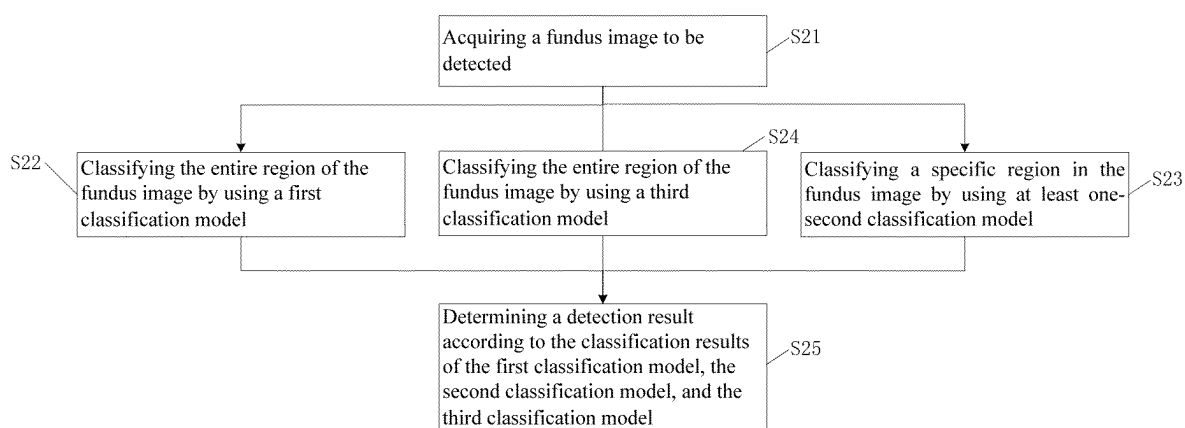 Acquiring a fundus image to be
detected
S21
S22
Classifying the entire region of the
fundus image by using a first
classification model
S24
Classifying the entire region of the
fundus image by using a third
classification model
Classifying a specific region in the
fundus image by using at least one-
second classification model
S23
Determining a detection result
according to the classification results
of the first classification model, the
second classification model, and the
third classification model
S25